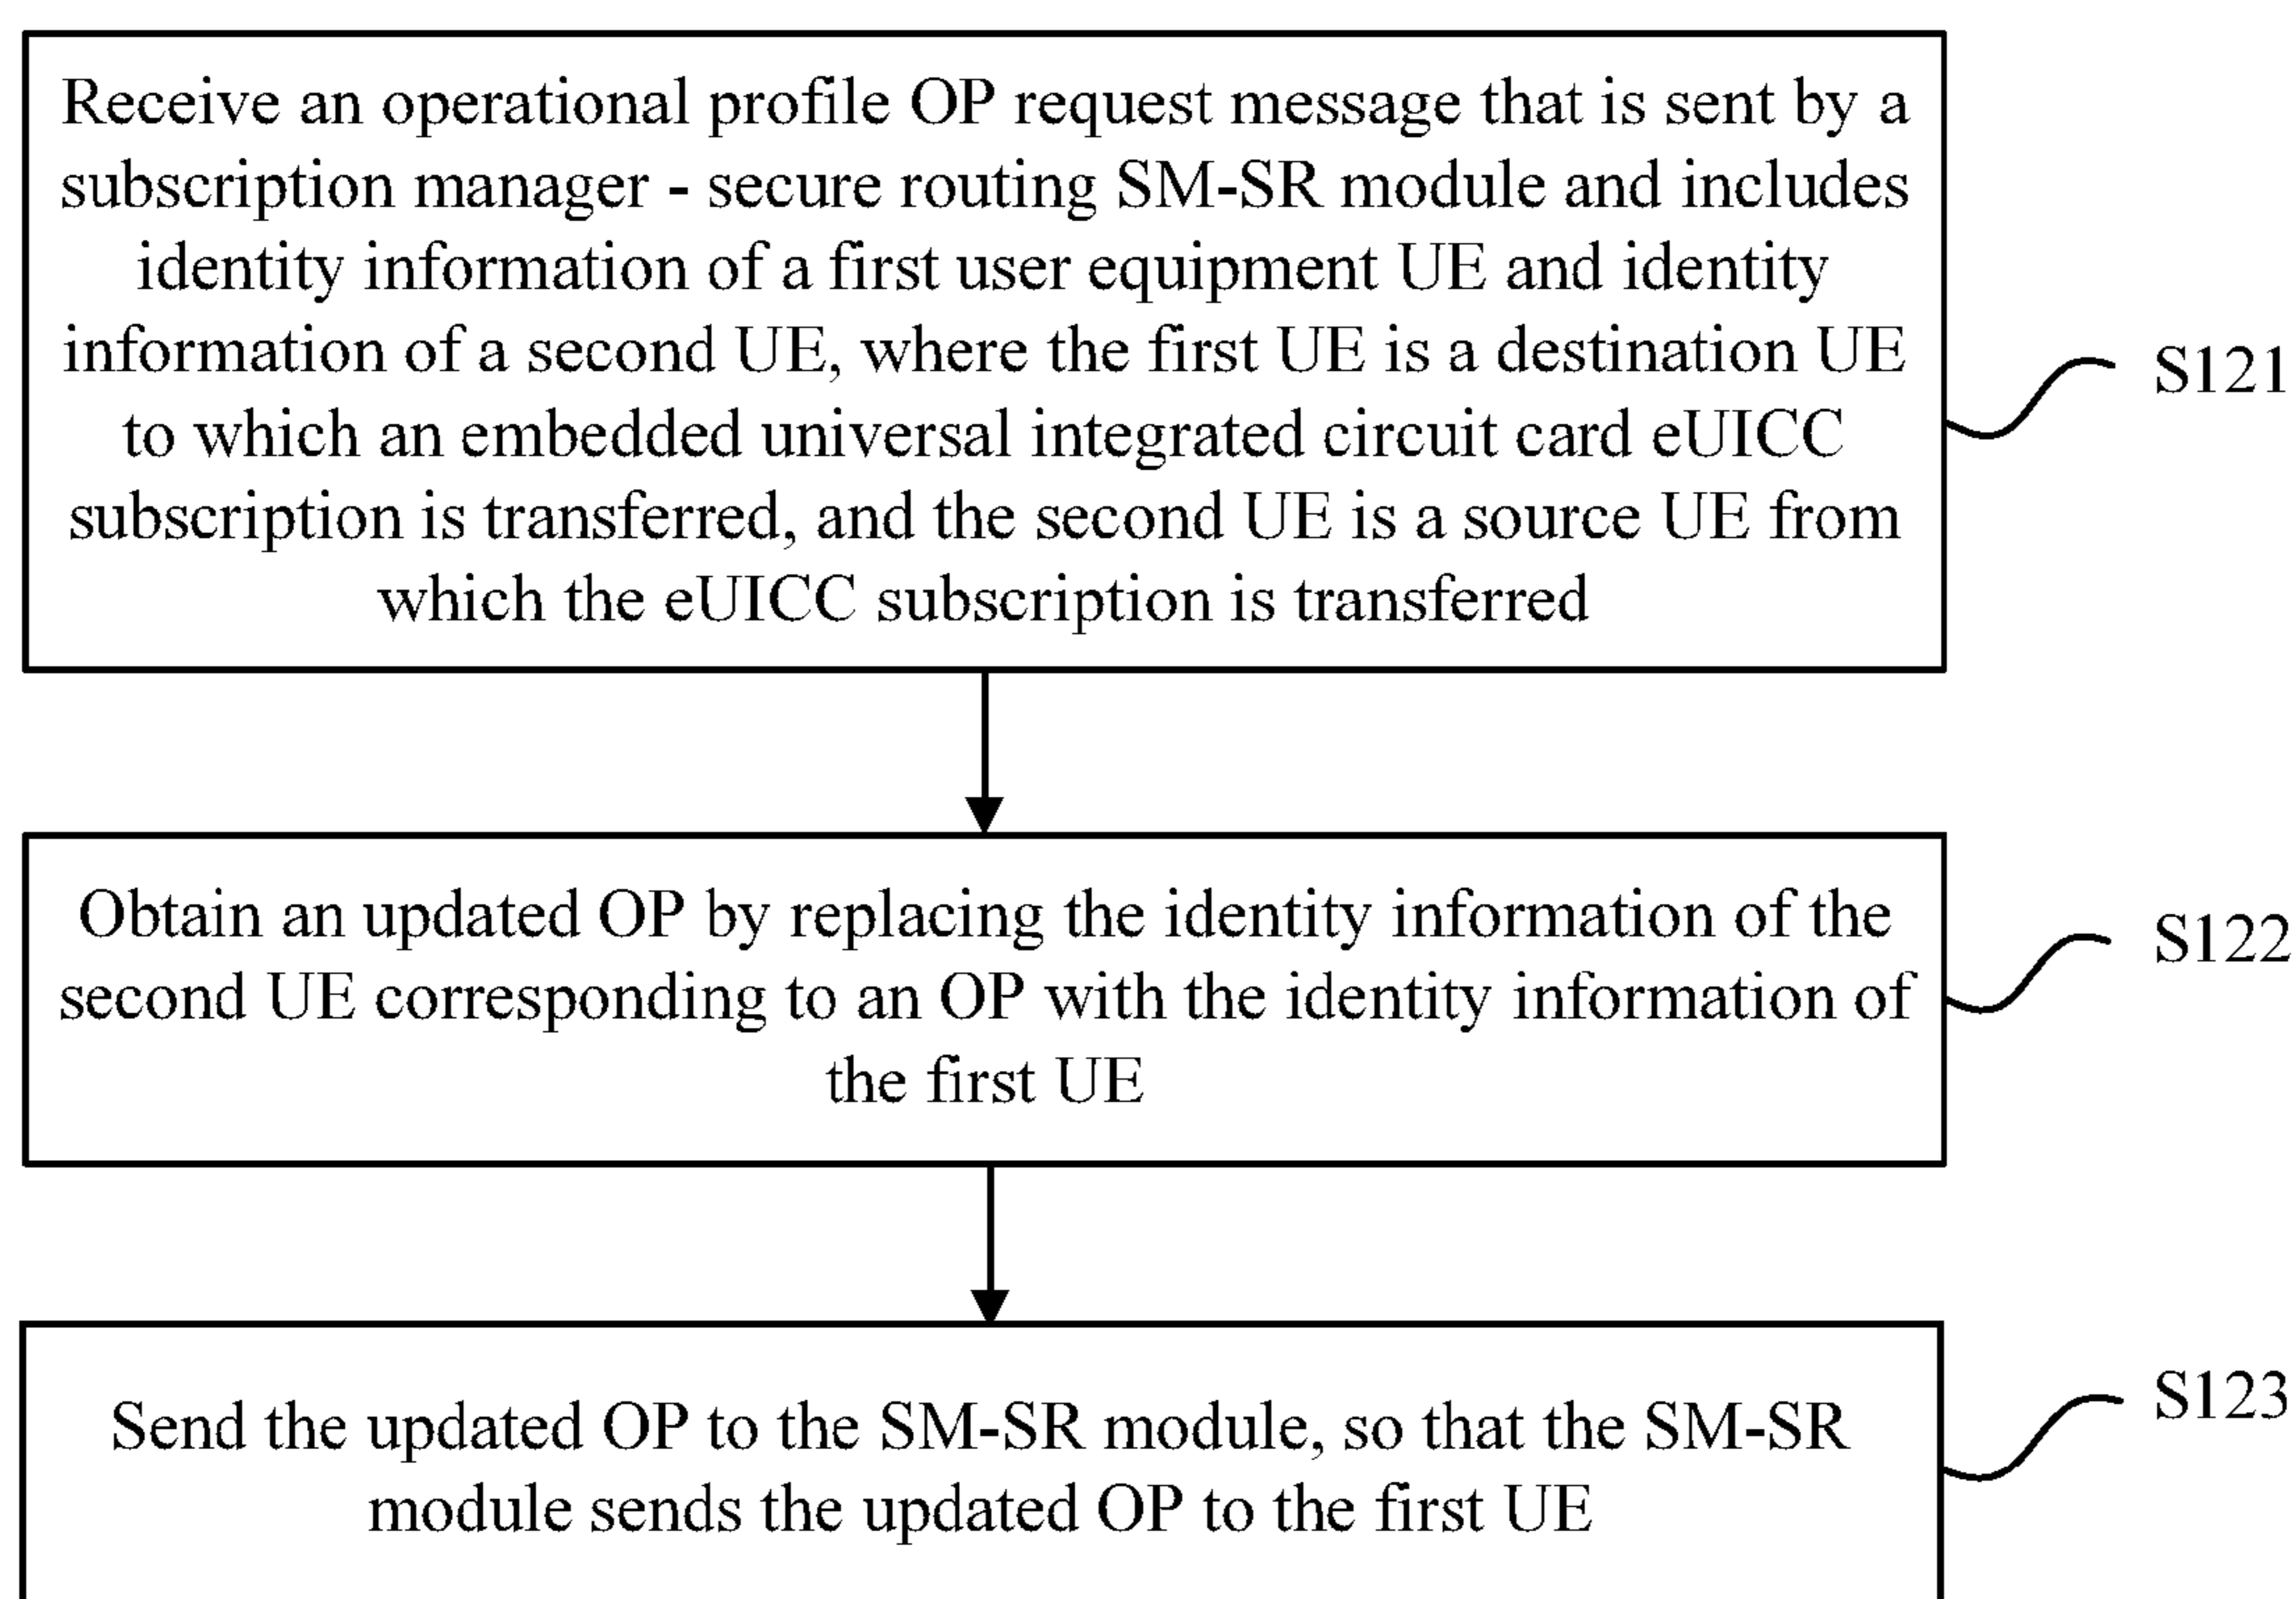 Receive an operational profile OP request message that is sent by a
subscription manager - secure routing SM-SR module and includes
identity information of a first user equipment UE and identity
information of a second UE, where the first UE is a destination UE
to which an embedded universal integrated circuit card eUICC
subscription is transferred, and the second UE is a source UE from
which the eUICC subscription is transferred
S121
Obtain an updated OP by replacing the identity information of the
second UE corresponding to an OP with the identity information of
the first UE
S122
Send the updated OP to the SM-SR module, so that the SM-SR
module sends the updated OP to the first UE
S123